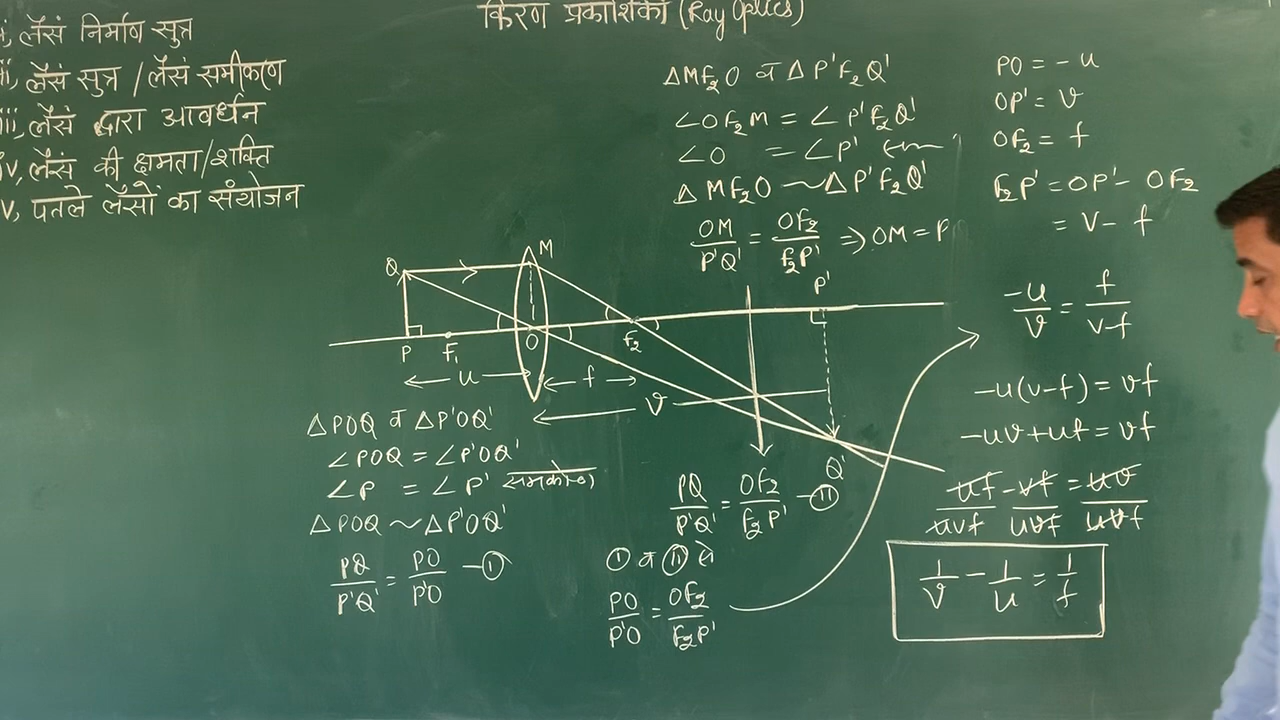 किरण प्रकाशिकी (Ray Optics)
i, लेंस निर्माण सुत्र
ii, लेंस सुत्र / लेंस समीकरण
iii, लेंस द्वारा आवर्धन
iv, लेंस की क्षमता/शक्ति
v, पतले लेंसों का संयोजन
ΔMF₂O व ΔP'F₂Q'
∠OF₂M = ∠P'F₂Q'
∠O = ∠P'
ΔMF₂O ~ ΔP'F₂Q'
OM/P'Q' = OF₂/F₂P' ⇒ OM = P
PO = -u
OP' = v
OF₂ = f
F₂P' = OP' - OF₂
= v - f
Q M
P F₁ O F₂ P'
u f
v
Q'
ΔPOQ व ΔP'OQ'
∠POQ = ∠P'OQ'
∠P = ∠P' समकोण
ΔPOQ ~ ΔP'OQ'
PQ/P'Q' = PO/P'O - ①
PQ/P'Q' = OF₂/F₂P' - ⑪
① व ⑪ से
PO/P'O = OF₂/F₂P'
-u/v = f/v-f
-u(v-f) = vf
-uv+uf = vf
uf/uvf - vf/uvf = uv/uvf
1/v - 1/u = 1/f